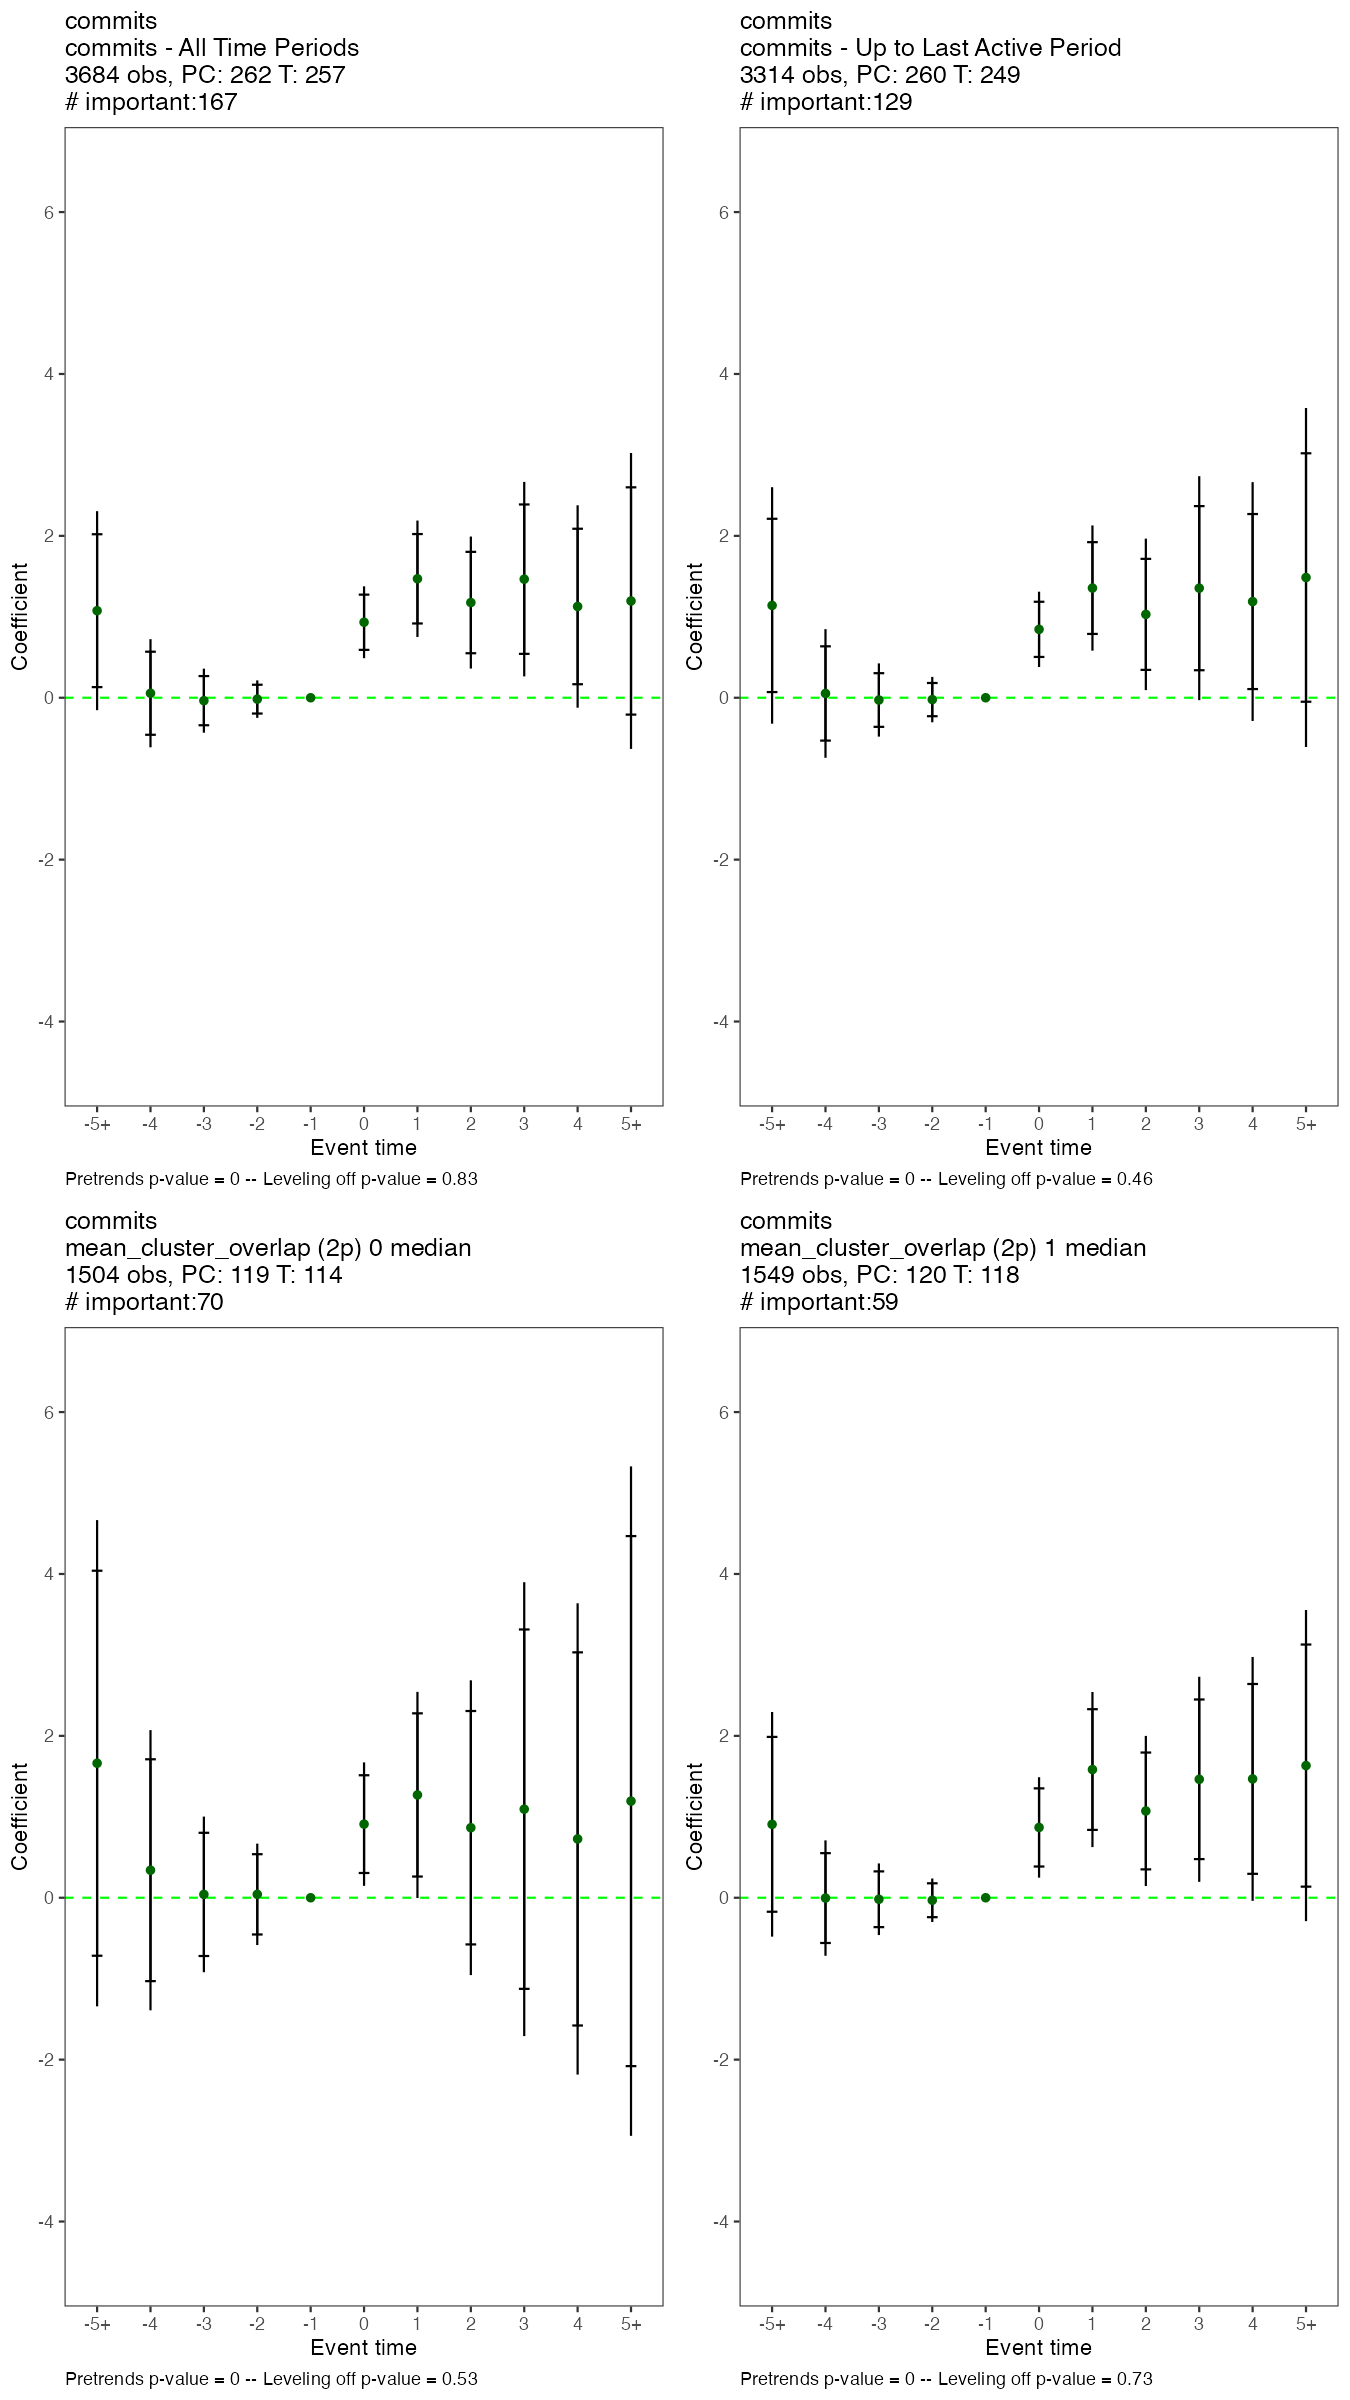 commits
commits - All Time Periods
3684 obs, PC: 262 T: 257
# important:167
6
4
2
0
-2
-4
Coefficient
-5+ -4 -3 -2 -1 0 1 2 3 4 5+
Event time
Pretrends p-value = 0 -- Leveling off p-value = 0.83
commits
commits - Up to Last Active Period
3314 obs, PC: 260 T: 249
# important:129
6
4
2
0
-2
-4
Coefficient
-5+ -4 -3 -2 -1 0 1 2 3 4 5+
Event time
Pretrends p-value = 0 -- Leveling off p-value = 0.46
commits
mean_cluster_overlap (2p) 0 median
1504 obs, PC: 119 T: 114
# important:70
6
4
2
0
-2
-4
Coefficient
-5+ -4 -3 -2 -1 0 1 2 3 4 5+
Event time
Pretrends p-value = 0 -- Leveling off p-value = 0.53
commits
mean_cluster_overlap (2p) 1 median
1549 obs, PC: 120 T: 118
# important:59
6
4
2
0
-2
-4
Coefficient
-5+ -4 -3 -2 -1 0 1 2 3 4 5+
Event time
Pretrends p-value = 0 -- Leveling off p-value = 0.73